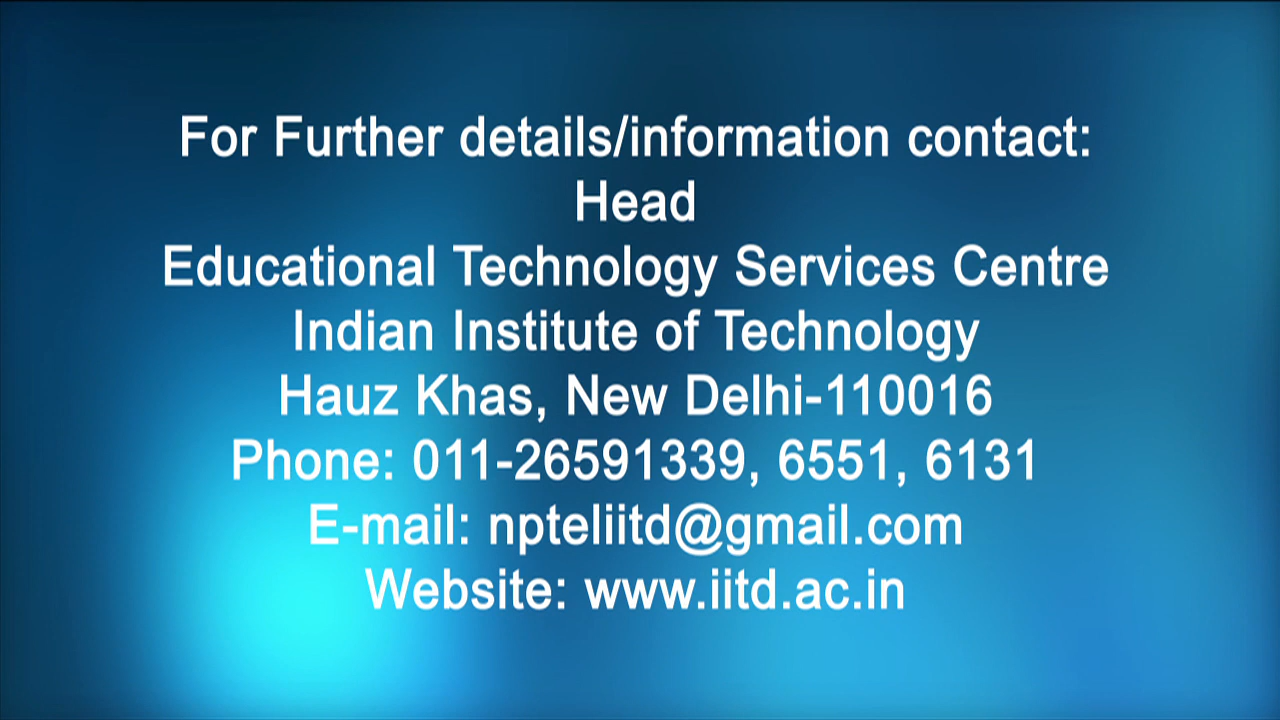 For Further details/information contact:
Head
Educational Technology Services Centre
Indian Institute of Technology
Hauz Khas, New Delhi-110016
Phone: 011-26591339, 6551, 6131
E-mail: npteliitd@gmail.com
Website: www.iitd.ac.in